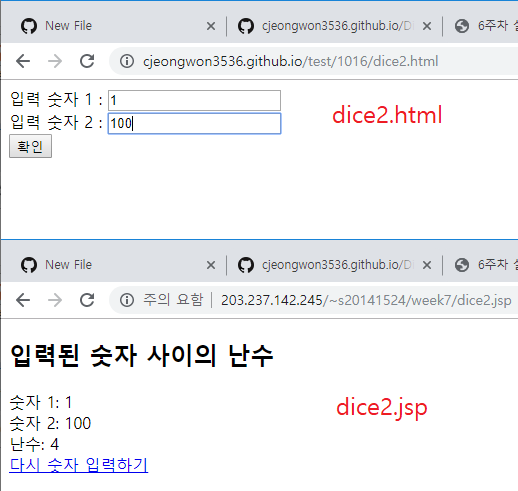 New File
cjeongwon3536.github.io/Di
6주차 실
cjeongwon3536.github.io/test/1016/dice2.html
입력 숫자 1 : 1
입력 숫자 2 : 100
확인
dice2.html
New File
cjeongwon3536.github.io/Di
6주차 실
주의 요함 | 203.237.142.245/~s20141524/week7/dice2.jsp
입력된 숫자 사이의 난수
숫자 1: 1
숫자 2: 100
난수: 4
다시 숫자 입력하기
dice2.jsp